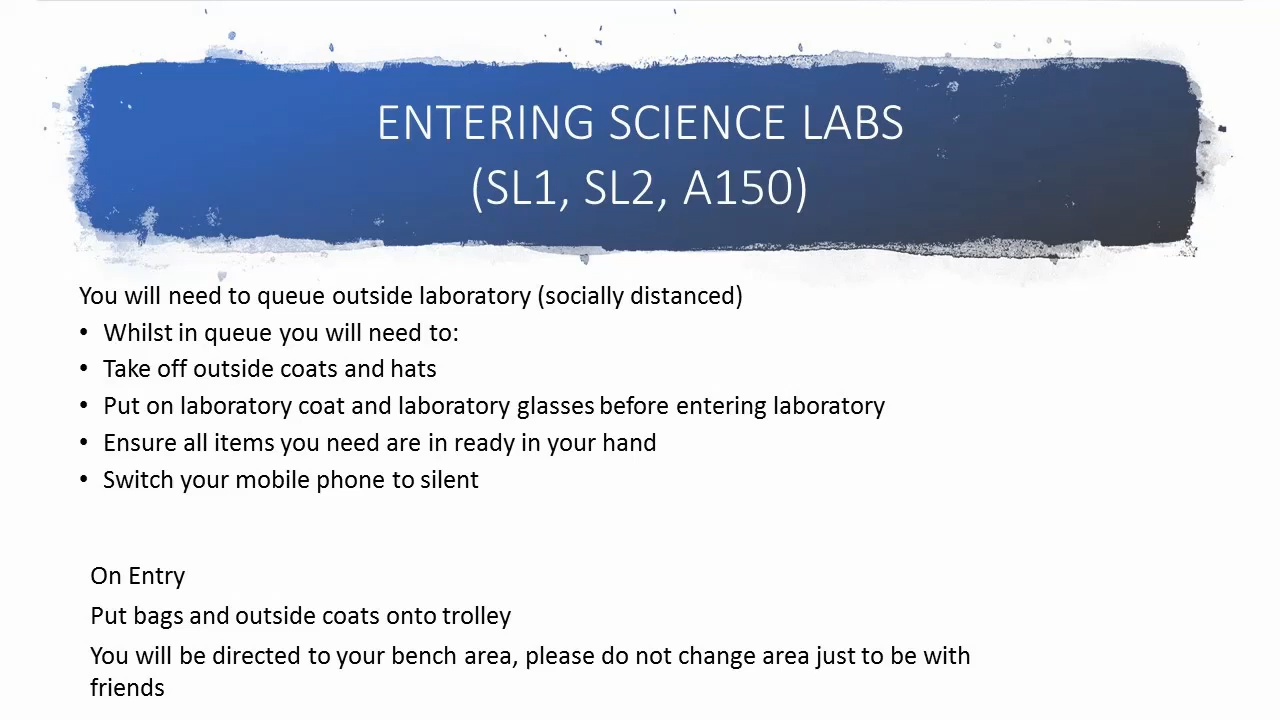 ENTERING SCIENCE LABS
(SL1, SL2, A150)
You will need to queue outside laboratory (socially distanced)
• Whilst in queue you will need to:
• Take off outside coats and hats
• Put on laboratory coat and laboratory glasses before entering laboratory
• Ensure all items you need are in ready in your hand
• Switch your mobile phone to silent
On Entry
Put bags and outside coats onto trolley
You will be directed to your bench area, please do not change area just to be with
friends